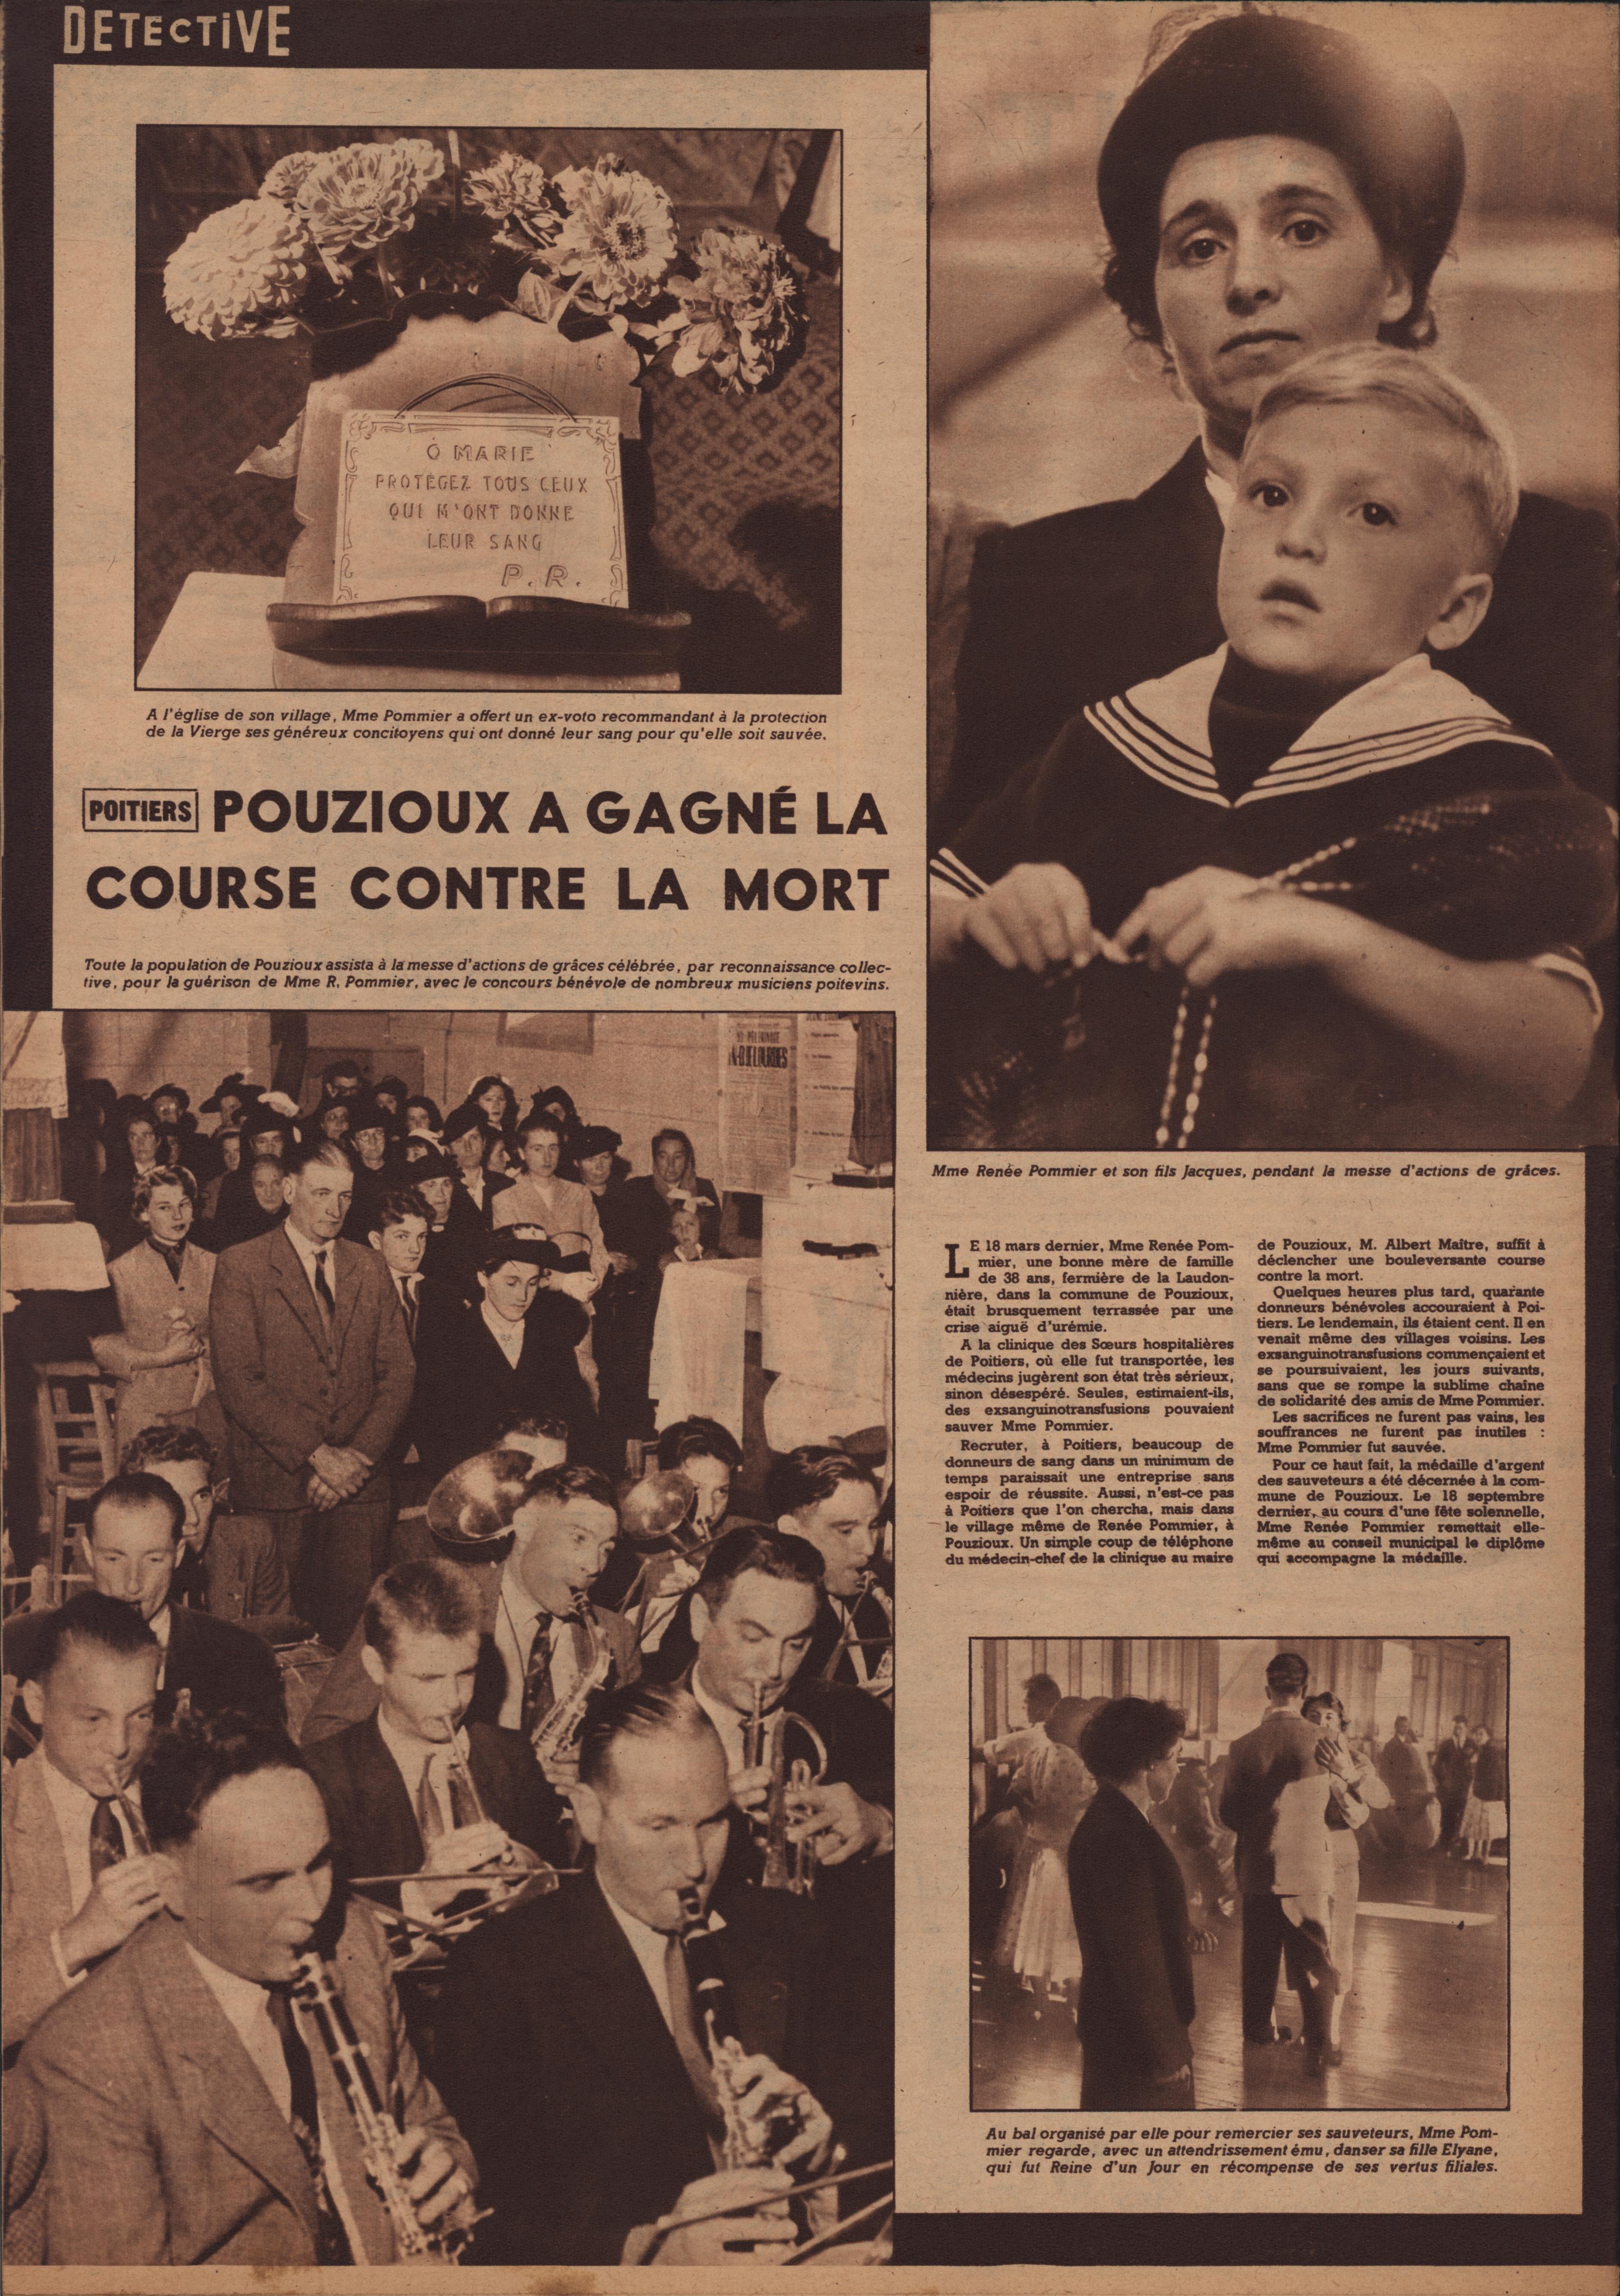 DETECTIVE
O MARIE
PROTÉGEZ TOUS CEUX
QUI M'ONT DONNE
LEUR SANG
P. R.
A l'église de son village, Mme Pommier a offert un ex-voto recommandant à la protection
de la Vierge ses généreux concitoyens qui ont donné leur sang pour qu'elle soit sauvée.
POITIERS POUZIOUX A GAGNÉ LA
COURSE CONTRE LA MORT
Toute la population de Pouzioux assista à la messe d'actions de grâces célébrée, par reconnaissance collec-
tive, pour la guérison de Mme R. Pommier, avec le concours bénévole de nombreux musiciens poitevins.
N-D DE LOURDES
Mme Renée Pommier et son fils Jacques, pendant la messe d'actions de grâces.
LE 18 mars dernier, Mme Renée Pom-
mier, une bonne mère de famille
de 38 ans, fermière de la Laudon-
nière, dans la commune de Pouzioux,
était brusquement terrassée par une
crise aiguë d'urémie.
A la clinique des Sœurs hospitalières
de Poitiers, où elle fut transportée, les
médecins jugèrent son état très sérieux,
sinon désespéré. Seules, estimaient-ils,
des exsanguinotransfusions pouvaient
sauver Mme Pommier.
Recruter, à Poitiers, beaucoup de
donneurs de sang dans un minimum de
temps paraissait une entreprise sans
espoir de réussite. Aussi, n'est-ce pas
à Poitiers que l'on chercha, mais dans
le village même de Renée Pommier, à
Pouzioux. Un simple coup de téléphone
du médecin-chef de la clinique au maire
de Pouzioux, M. Albert Maître, suffit à
déclencher une bouleversante course
contre la mort.
Quelques heures plus tard, quarante
donneurs bénévoles accouraient à Poi-
tiers. Le lendemain, ils étaient cent. Il en
venait même des villages voisins. Les
exsanguinotransfusions commençaient et
se poursuivaient, les jours suivants,
sans que se rompe la sublime chaîne
de solidarité des amis de Mme Pommier.
Les sacrifices ne furent pas vains, les
souffrances ne furent pas inutiles :
Mme Pommier fut sauvée.
Pour ce haut fait, la médaille d'argent
des sauveteurs a été décernée à la com-
mune de Pouzioux. Le 18 septembre
dernier, au cours d'une fête solennelle,
Mme Renée Pommier remettait elle-
même au conseil municipal le diplôme
qui accompagne la médaille.
Au bal organisé par elle pour remercier ses sauveteurs, Mme Pom-
mier regarde, avec un attendrissement ému, danser sa fille Elyane,
qui fut Reine d'un Jour en récompense de ses vertus filiales.